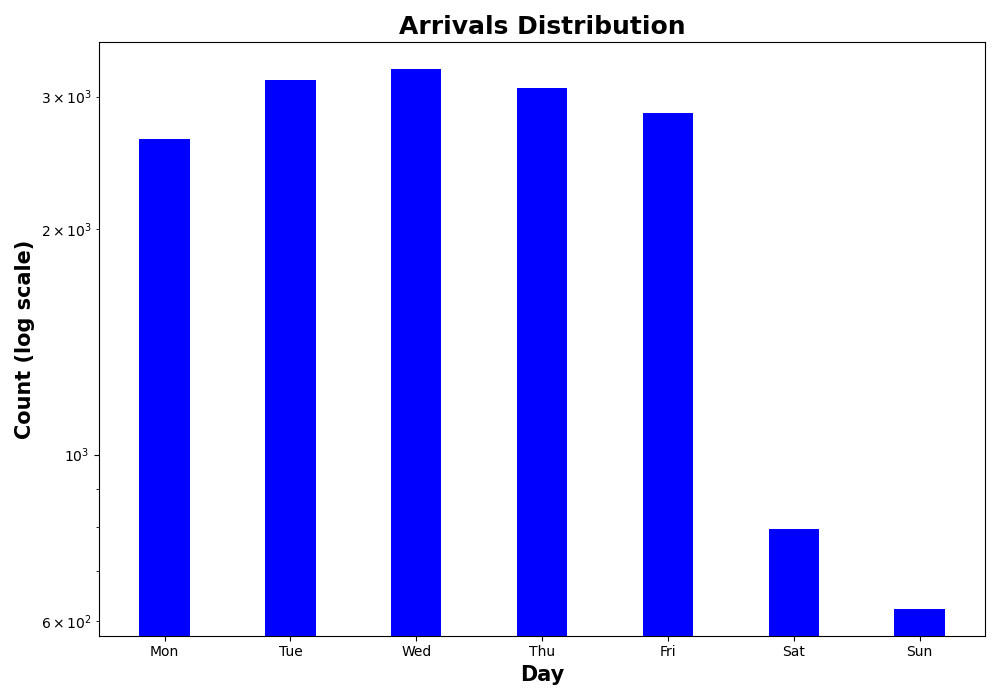 Arrivals Distribution
Count (log scale)
3 × 10³
2 × 10³
10³
6 × 10²
Mon Tue Wed Thu Fri Sat Sun
Day